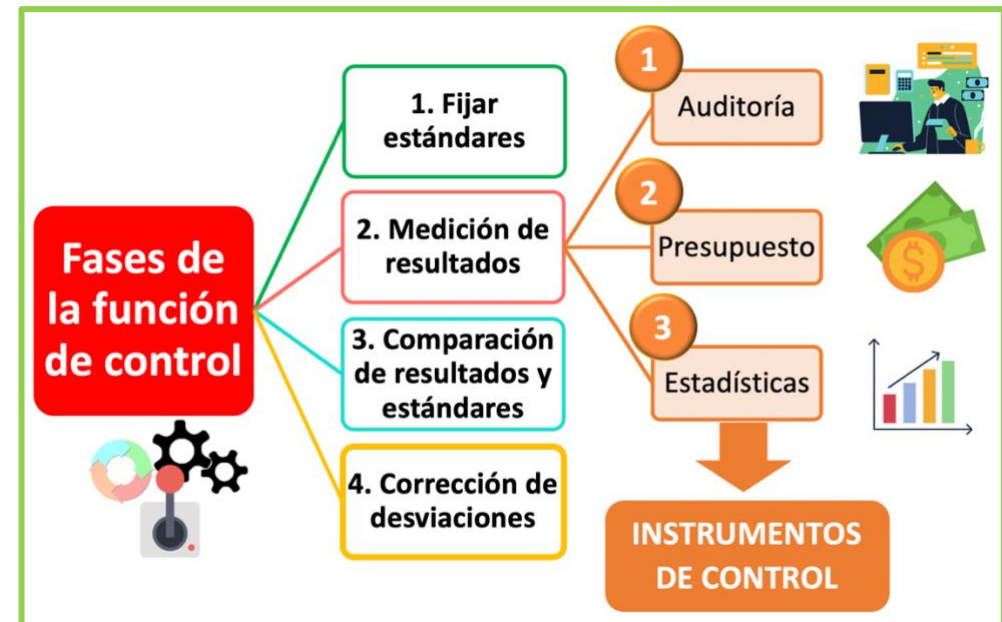 Fases de
la función
de control
1. Fijar
estándares
2. Medición de
resultados
3. Comparación
de resultados y
estándares
4. Corrección de
desviaciones
1
Auditoría
2
Presupuesto
$
3
Estadísticas
INSTRUMENTOS
DE CONTROL